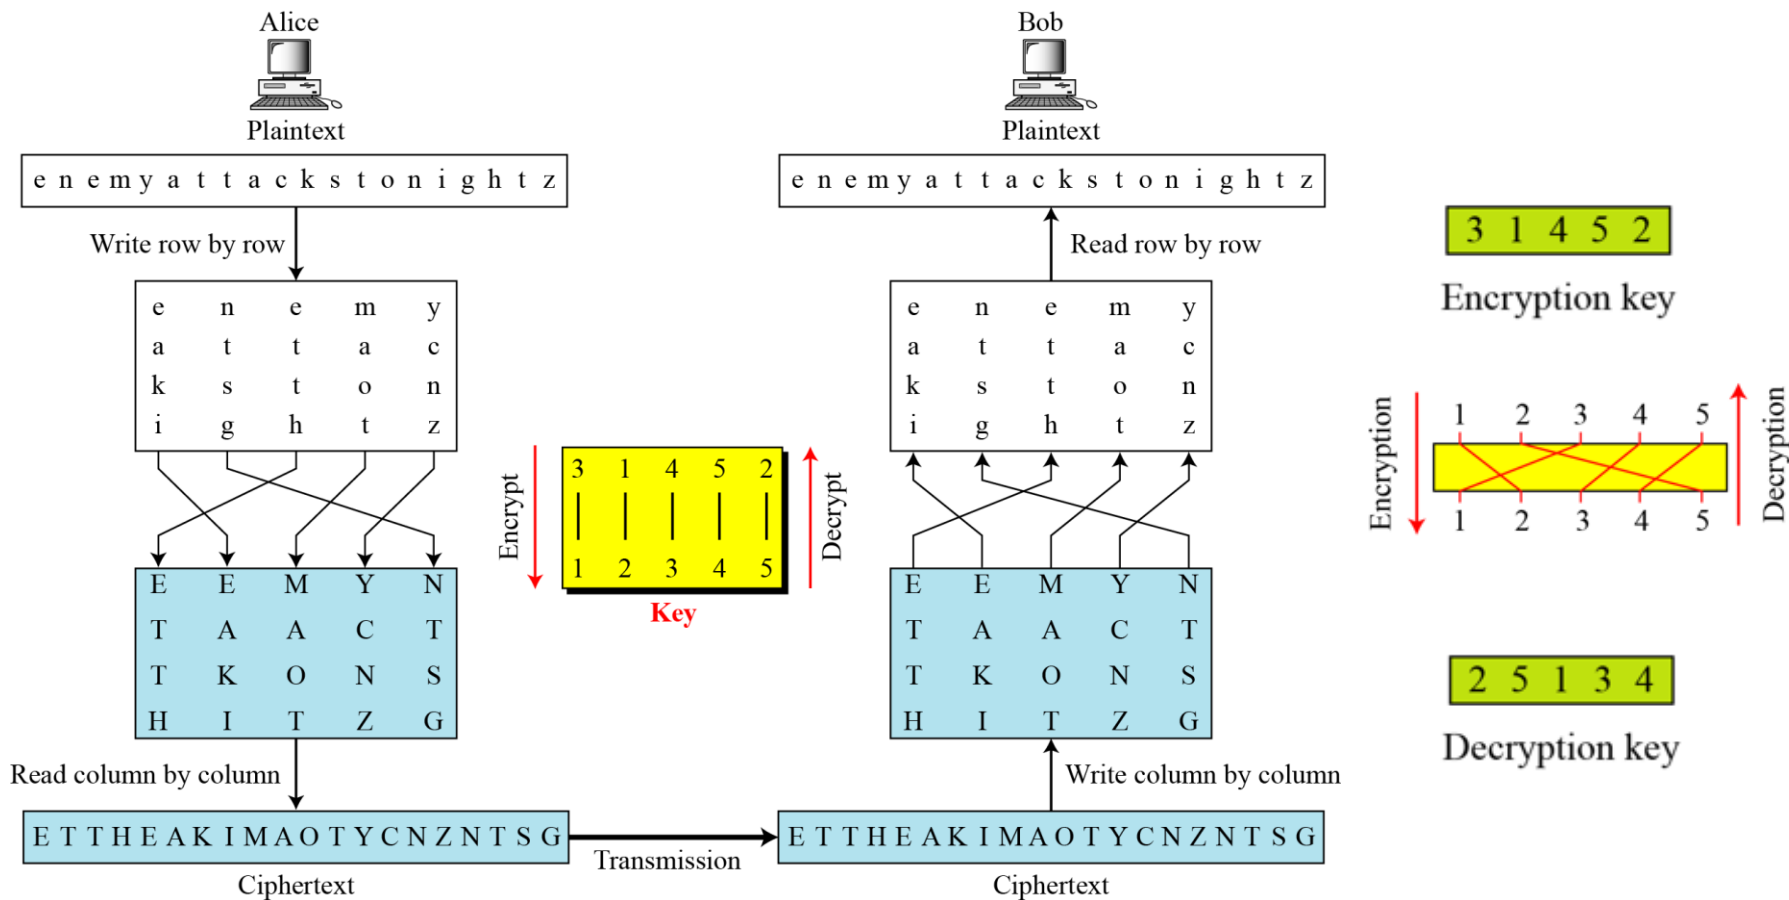 Alice
Plaintext
e n e m y a t t a c k s t o n i g h t z
Write row by row
e n e m y
a t t a c
k s t o n
i g h t z
E E M Y N
T A A C T
T K O N S
H I T Z G
Read column by column
E T T H E A K I M A O T Y C N Z N T S G
Ciphertext
Transmission
Encrypt
3 1 4 5 2
1 2 3 4 5
Decrypt
Key
Bob
Plaintext
e n e m y a t t a c k s t o n i g h t z
Read row by row
e n e m y
a t t a c
k s t o n
i g h t z
E E M Y N
T A A C T
T K O N S
H I T Z G
Write column by column
E T T H E A K I M A O T Y C N Z N T S G
Ciphertext
3 1 4 5 2
Encryption key
Encryption
1 2 3 4 5
1 2 3 4 5
Decryption
2 5 1 3 4
Decryption key